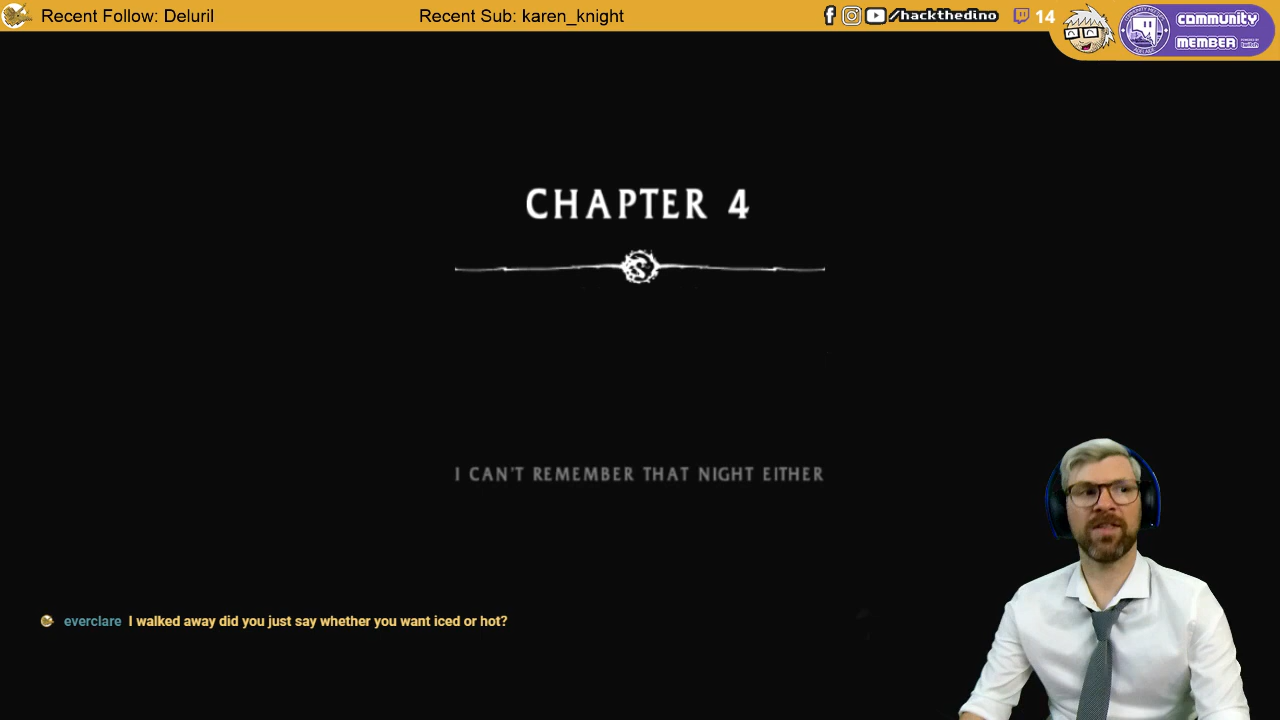 Recent Follow: Deluril
Recent Sub: karen_knight
/hackthedino
14
COMMUNITY
MEMBER
CHAPTER 4
I CAN'T REMEMBER THAT NIGHT EITHER
everclare I walked away did you just say whether you want iced or hot?